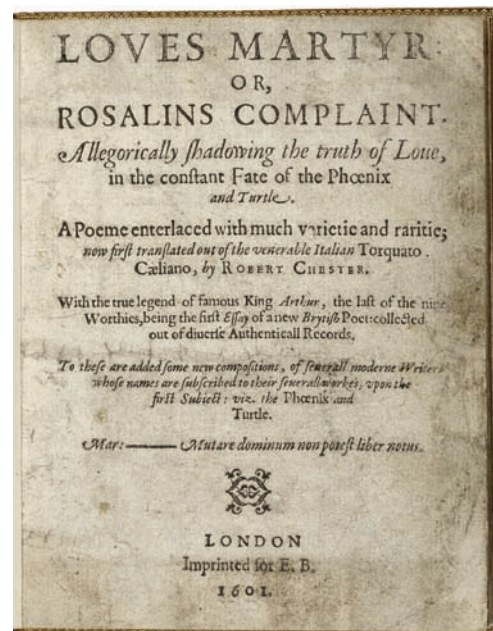 LOVES MARTYR:
OR,
ROSALINS COMPLAINT.
Allegorically ſhadowing the truth of Loue,
in the conſtant Fate of the Phœnix
and Turtle.
A Poeme enterlaced with much varietie and raritie;
now firſt tranſlated out of the venerable Italian Torquato
Cæliano, by ROBERT CHESTER.
With the true legend of famous King Arthur, the laſt of the nine
Worthies, being the firſt Eſſay of a new Brytiſh Poet: collected
out of diuerſe Authenticall Records.
To theſe are added ſome new compoſitions, of ſeuerall moderne Writers
whoſe names are ſubſcribed to their ſeuerall workes, vpon the
firſt Subiect: viz. the Phœnix and
Turtle.
Mar: —— Mutare dominum non poteſt liber notus.
LONDON
Imprinted for E. B.
1601.